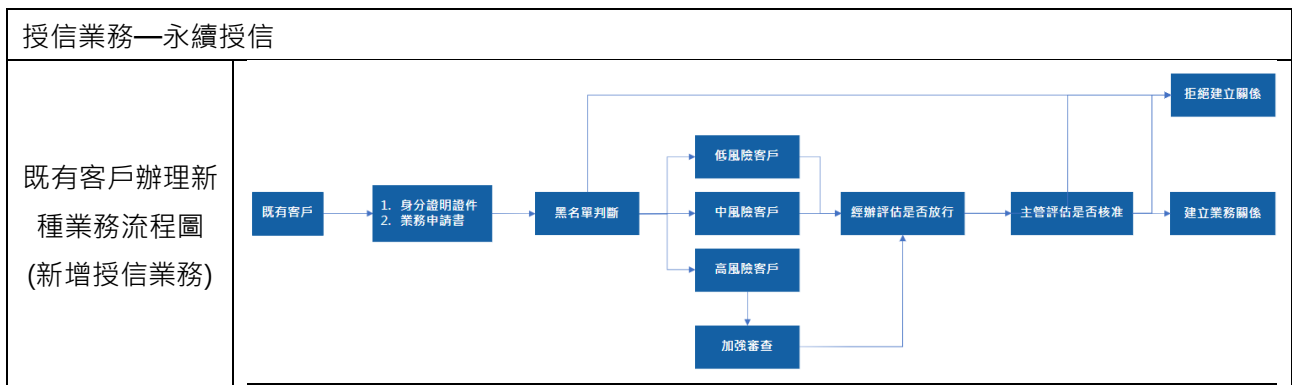 授信業務—永續授信
既有客戶辦理新
種業務流程圖
(新增授信業務)
既有客戶
1. 身分證明證件
2. 業務申請書
黑名單判斷
低風險客戶
中風險客戶
高風險客戶
加強審查
經辦評估是否放行
主管評估是否核准
拒絕建立關係
建立業務關係